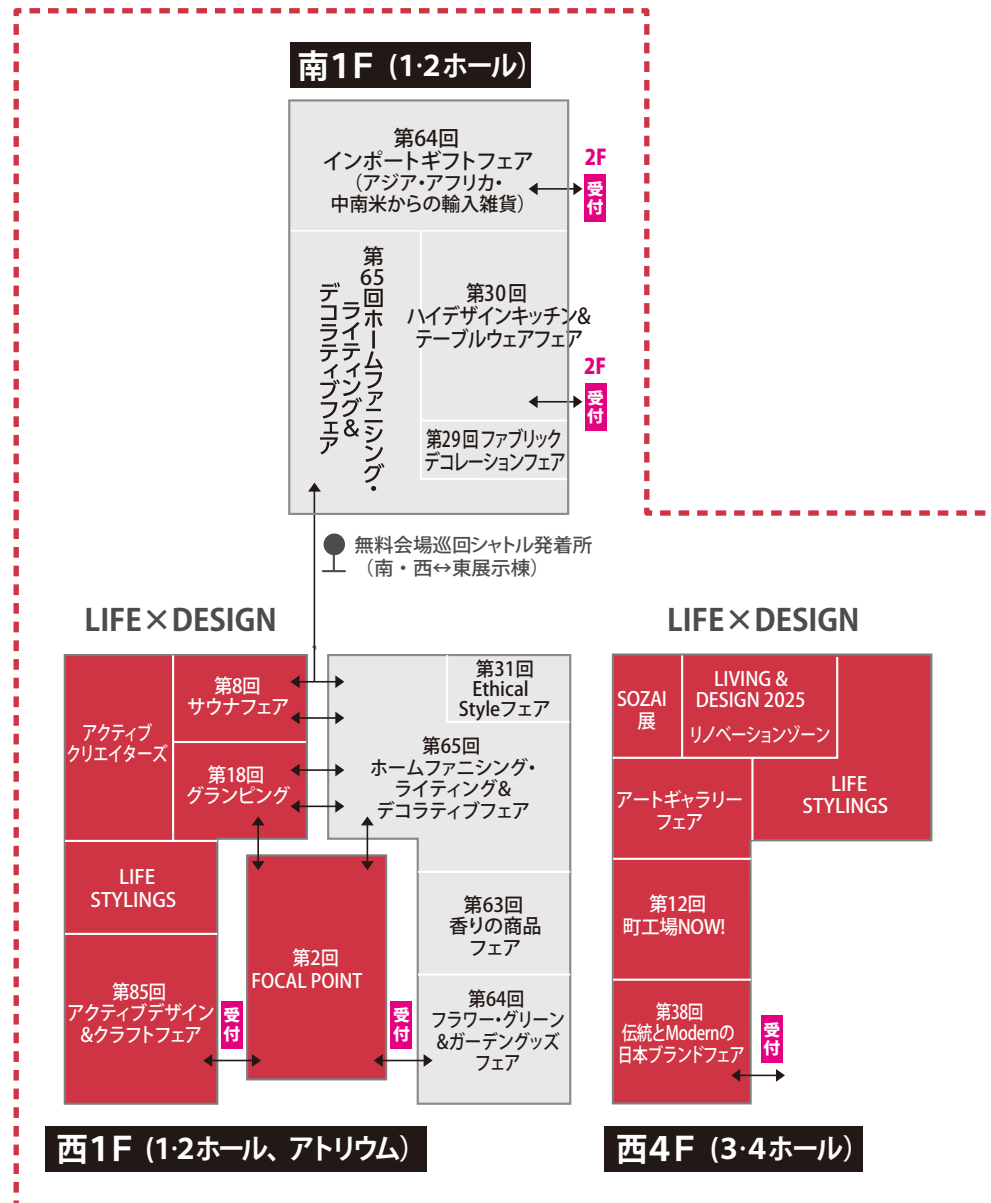 南1F (1·2ホール)
第64回
インポートギフトフェア
(アジア・アフリカ・
中南米からの輸入雑貨)
2F
受付
第65回ホームファニシング・
ライティング&
デコラティブフェア
第30回
ハイデザインキッチン&
テーブルウェアフェア
2F
受付
第29回ファブリック
デコレーションフェア
無料会場巡回シャトル発着所
(南・西↔東展示棟)
LIFE×DESIGN
アクティブ
クリエイターズ
第8回
サウナフェア
第18回
グランピング
LIFE
STYLINGS
第85回
アクティブデザイン
&クラフトフェア
受付
第2回
FOCAL POINT
受付
第31回
Ethical
Styleフェア
第65回
ホームファニシング・
ライティング&
デコラティブフェア
第63回
香りの商品
フェア
第64回
フラワー・グリーン
&ガーデングッズ
フェア
西1F (1·2ホール、アトリウム)
LIFE×DESIGN
SOZAI
展
LIVING &
DESIGN 2025
リノベーションゾーン
LIFE
STYLINGS
アートギャラリー
フェア
第12回
町工場NOW!
第38回
伝統とModernの
日本ブランドフェア
受付
西4F (3·4ホール)